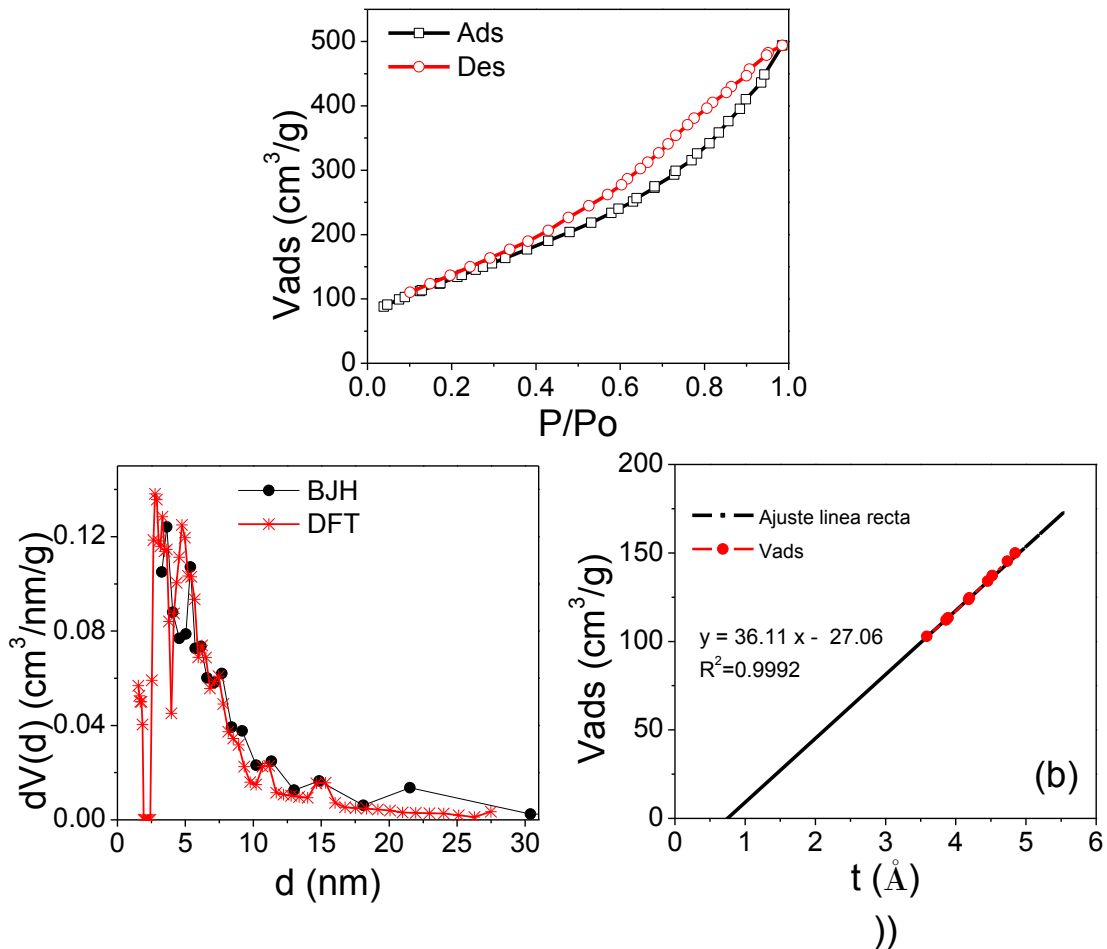 Ads
Des
Vads (cm³/g)
500
400
300
200
100
0
0.0 0.2 0.4 0.6 0.8 1.0
P/Po
BJH
DFT
dV(d) (cm³/nm/g)
0.12
0.08
0.04
0.00
0 5 10 15 20 25 30
d (nm)
Ajuste linea recta
Vads
Vads (cm³/g)
200
150
100
50
0
y = 36.11 x - 27.06
R²=0.9992
(b)
0 1 2 3 4 5 6
t (Å)
))